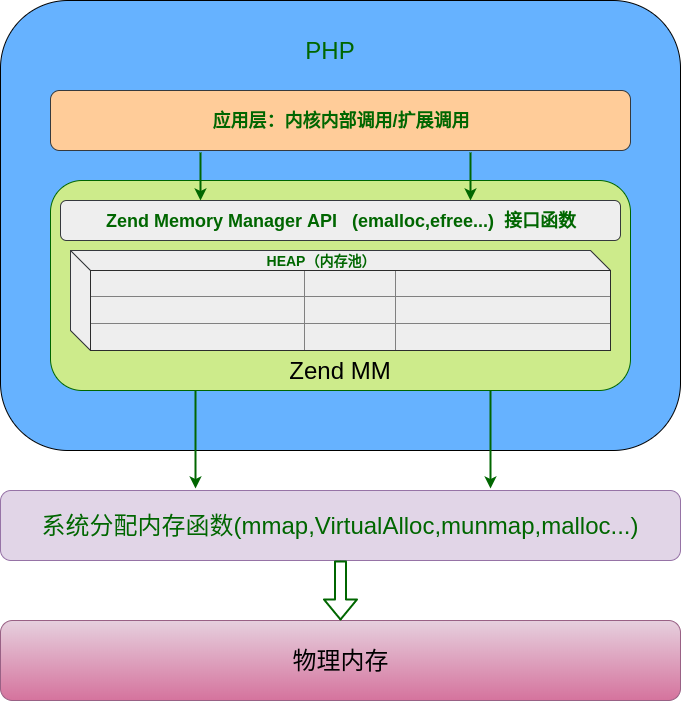 PHP
应用层：内核内部调用/扩展调用
Zend Memory Manager API (emalloc,efree...) 接口函数
HEAP（内存池）
Zend MM
系统分配内存函数(mmap,VirtualAlloc,munmap,malloc...)
物理内存